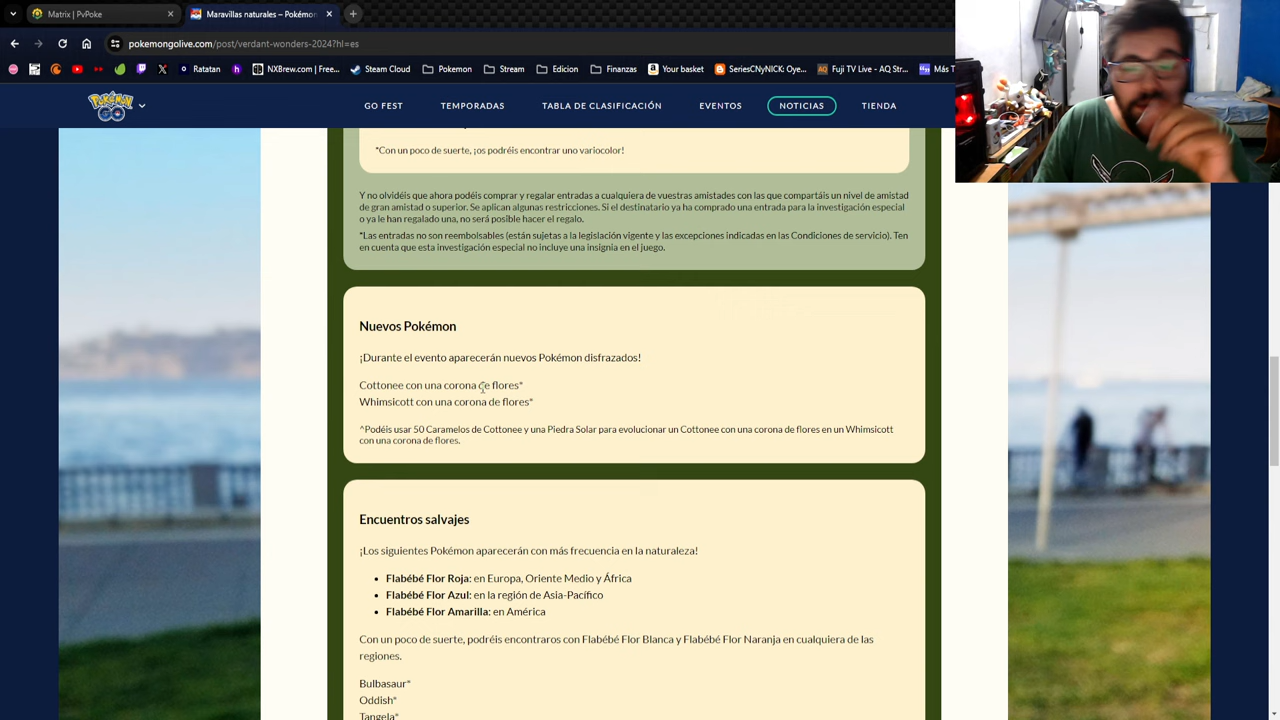 Matrix | PvPoke
Maravillas naturales – Pokémon
pokemongolive.com/post/verdant-wonders-2024?hl=es
Ratatan
NXBrew.com | Free...
Steam Cloud
Pokemon
Stream
Edicion
Finanzas
Your basket
SeriesCNyNICK: Oye...
Fuji TV Live - AQ Str...
Más
POKÉMON GO
GO FEST
TEMPORADAS
TABLA DE CLASIFICACIÓN
EVENTOS
NOTICIAS
TIENDA
*Con un poco de suerte, ¡os podréis encontrar uno variocolor!
Y no olvidéis que ahora podéis comprar y regalar entradas a cualquiera de vuestras amistades con las que compartáis un nivel de amistad
de gran amistad o superior. Se aplican algunas restricciones. Si el destinatario ya ha comprado una entrada para la investigación especial
o ya le han regalado una, no será posible hacer el regalo.
*Las entradas no son reembolsables (están sujetas a la legislación vigente y las excepciones indicadas en las Condiciones de servicio). Ten
en cuenta que esta investigación especial no incluye una insignia en el juego.
Nuevos Pokémon
¡Durante el evento aparecerán nuevos Pokémon disfrazados!
Cottonee con una corona de flores*
Whimsicott con una corona de flores*
^Podéis usar 50 Caramelos de Cottonee y una Piedra Solar para evolucionar un Cottonee con una corona de flores en un Whimsicott
con una corona de flores.
Encuentros salvajes
¡Los siguientes Pokémon aparecerán con más frecuencia en la naturaleza!
• Flabébé Flor Roja: en Europa, Oriente Medio y África
• Flabébé Flor Azul: en la región de Asia-Pacífico
• Flabébé Flor Amarilla: en América
Con un poco de suerte, podréis encontraros con Flabébé Flor Blanca y Flabébé Flor Naranja en cualquiera de las
regiones.
Bulbasaur*
Oddish*
Tangela*